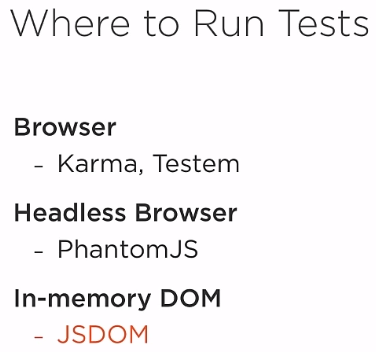 Where to Run Tests
Browser
- Karma, Testem
Headless Browser
- PhantomJS
In-memory DOM
- JSDOM